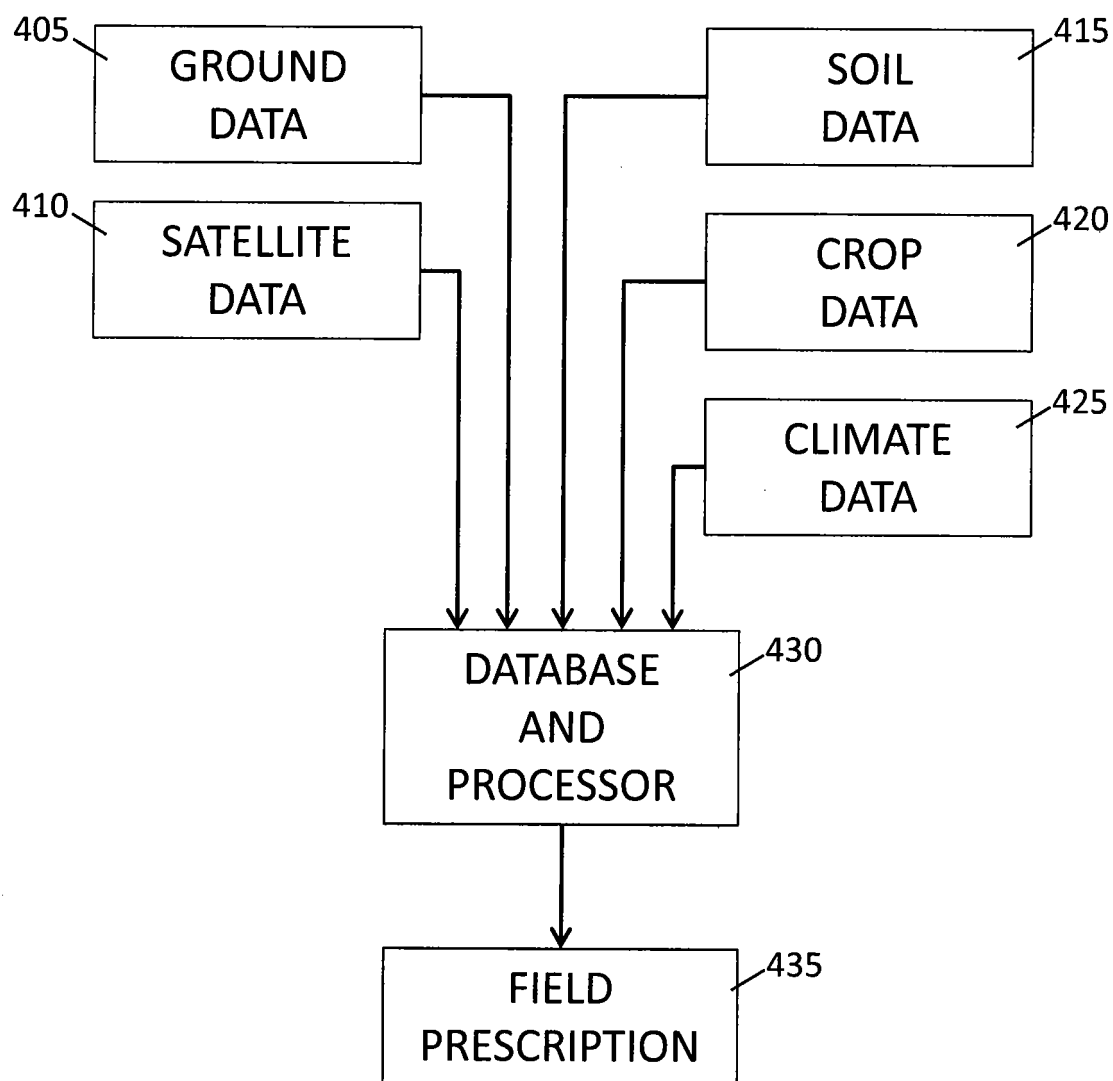 405
GROUND
DATA
410
SATELLITE
DATA
415
SOIL
DATA
420
CROP
DATA
425
CLIMATE
DATA
430
DATABASE
AND
PROCESSOR
435
FIELD
PRESCRIPTION